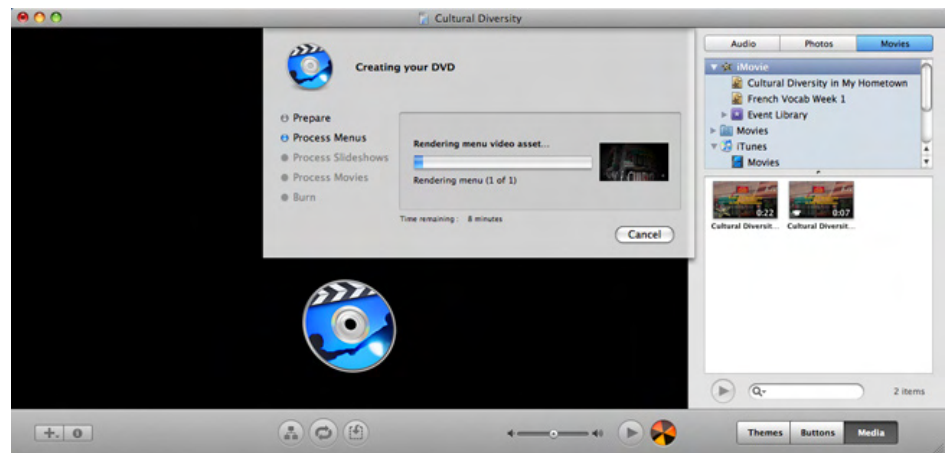 Cultural Diversity
Creating your DVD
Prepare
Process Menus
Process Slideshows
Process Movies
Burn
Rendering menu video asset...
Rendering menu (1 of 1)
Time remaining: 8 minutes
Cancel
Audio Photos Movies
iMovie
Cultural Diversity in My Hometown
French Vocab Week 1
Event Library
Movies
iTunes
Movies
0:22 0:07
Cultural Diversit... Cultural Diversit...
2 items
Themes Buttons Media